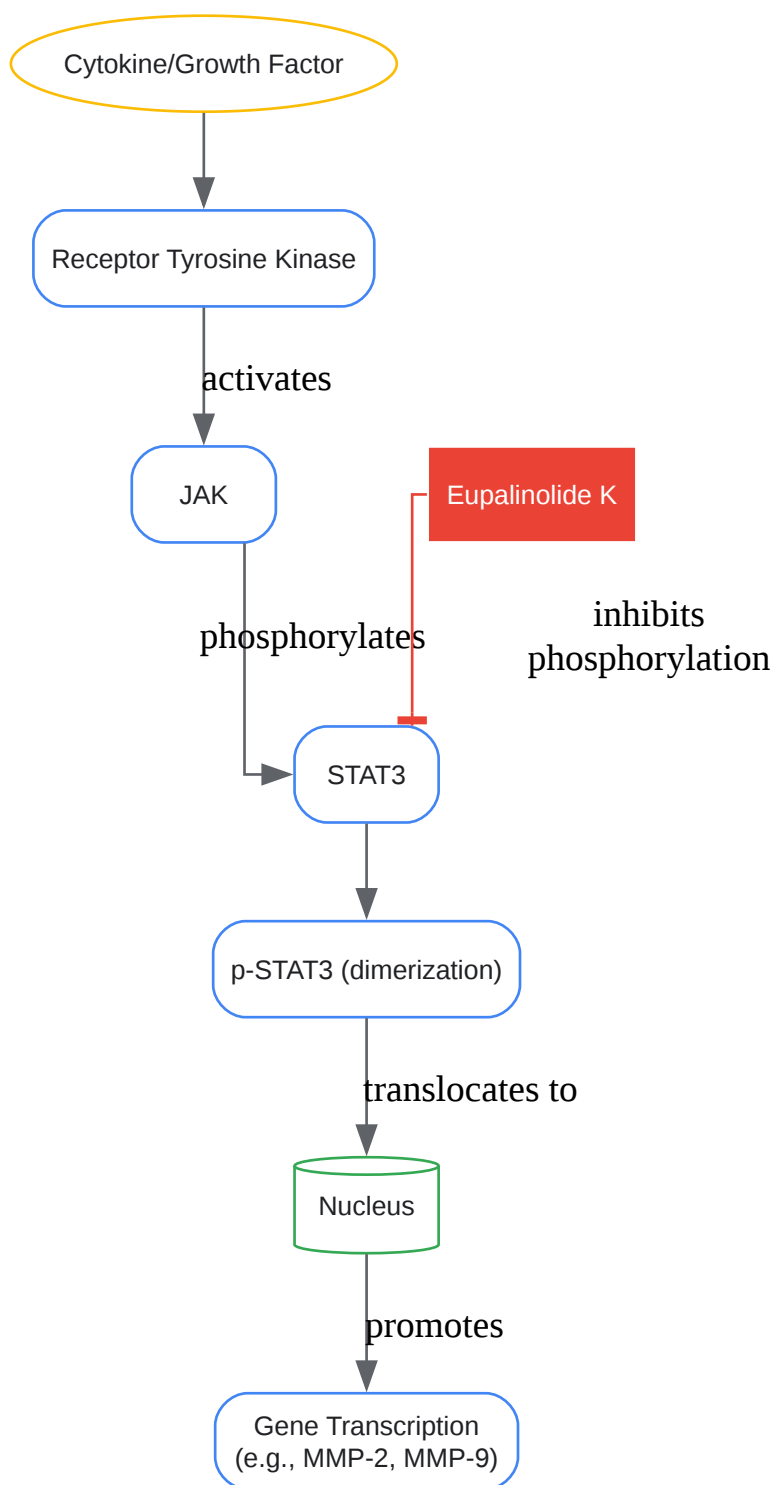 Cytokine/Growth Factor
Receptor Tyrosine Kinase
activates
JAK
Eupalinolide K
phosphorylates
inhibits
phosphorylation
STAT3
p-STAT3 (dimerization)
translocates to
Nucleus
promotes
Gene Transcription
(e.g., MMP-2, MMP-9)